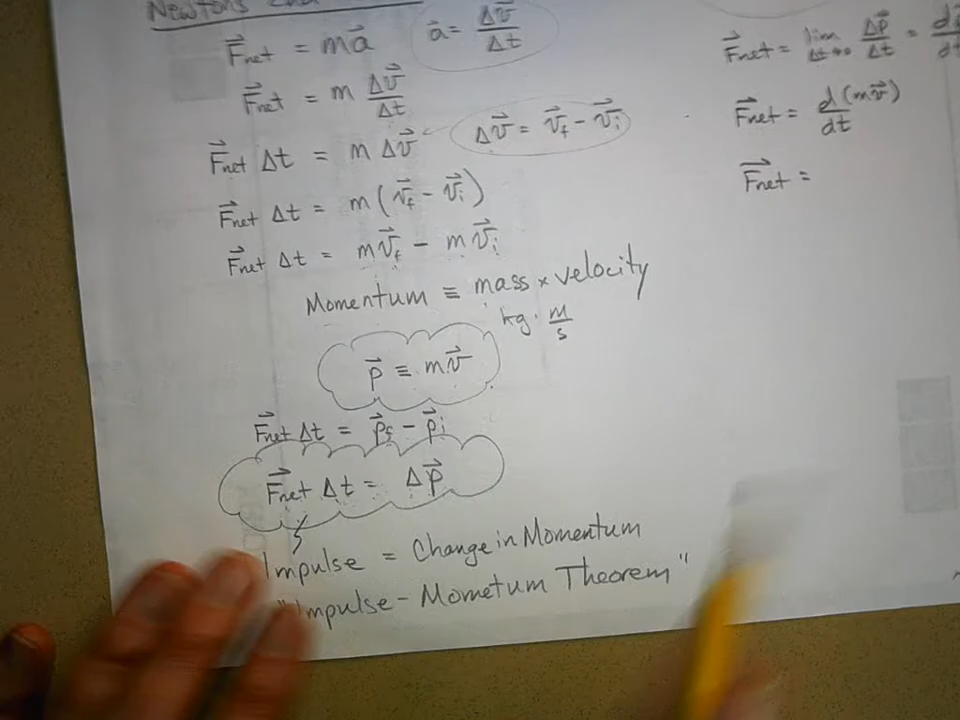 Newtons 2nd
F⃗net = ma⃗   a⃗ = Δv⃗/Δt
F⃗net = m Δv⃗/Δt
F⃗net Δt = m Δv⃗   Δv⃗ = v⃗f - v⃗i
F⃗net Δt = m(v⃗f - v⃗i)
F⃗net Δt = mv⃗f - mv⃗i
Momentum ≡ mass × velocity
kg · m/s
p⃗ ≡ mv⃗
F⃗net Δt = p⃗f - p⃗i
F⃗net Δt = Δp⃗
Impulse = Change in Momentum
"Impulse - Mometum Theorem"
F⃗net = lim Δt→0 Δp⃗/Δt =
F⃗net = d(mv⃗)/dt
F⃗net =